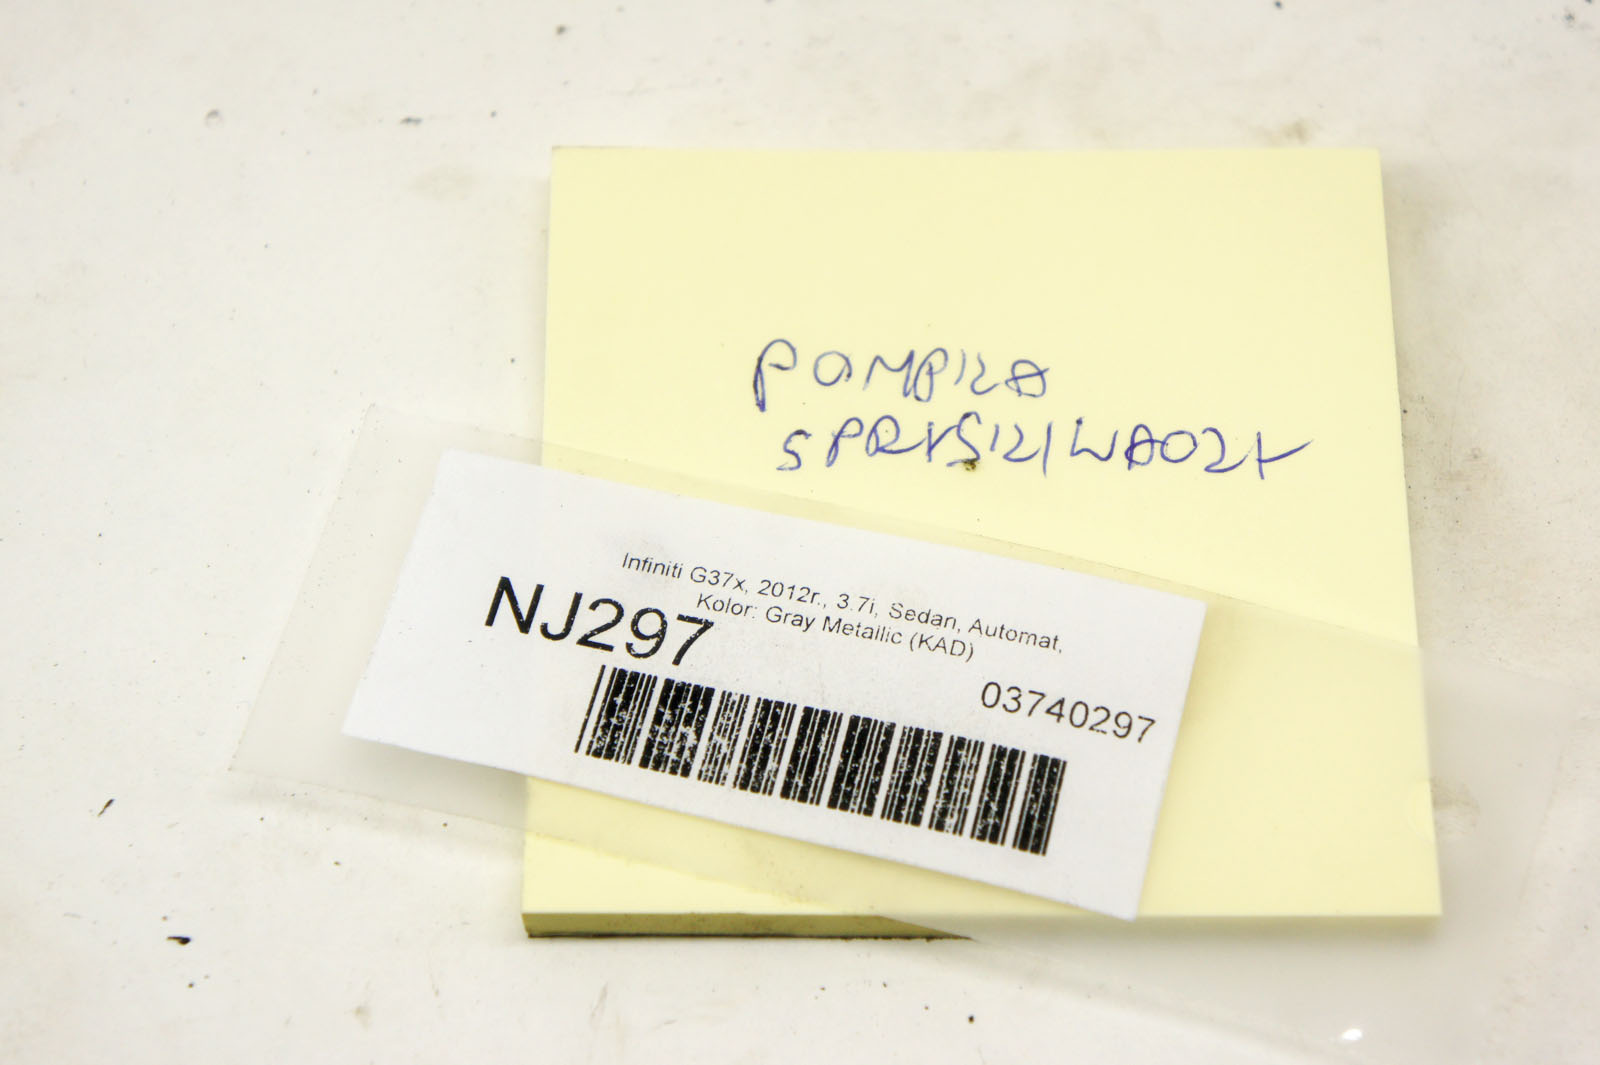 POMPKA
SPRYSKIWACZY
Infiniti G37x, 2012r., 3.7i, Sedan, Automat,
Kolor: Gray Metallic (KAD)
NJ297
03740297